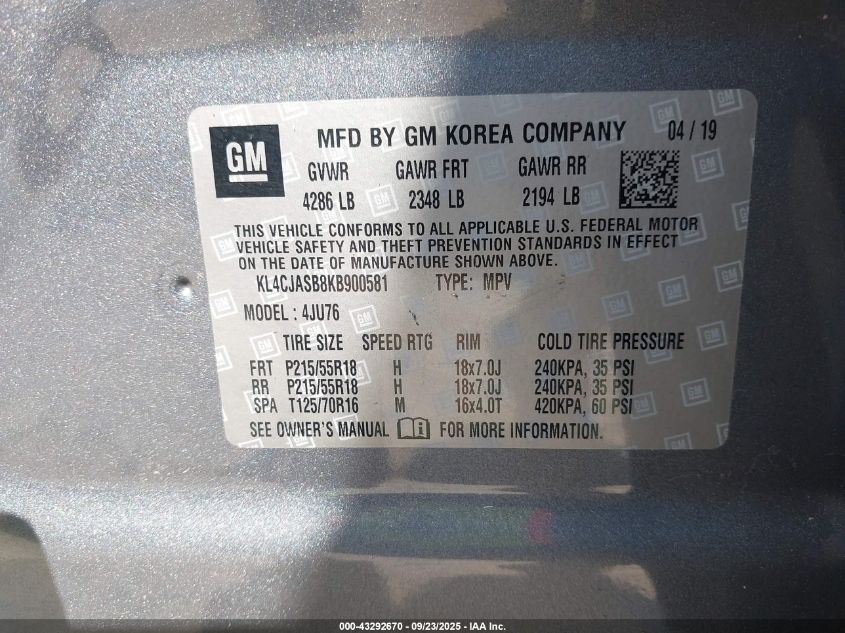 GM
MFD BY GM KOREA COMPANY 04 / 19
GVWR GAWR FRT GAWR RR
4286 LB 2348 LB 2194 LB
THIS VEHICLE CONFORMS TO ALL APPLICABLE U.S. FEDERAL MOTOR
VEHICLE SAFETY AND THEFT PREVENTION STANDARDS IN EFFECT
ON THE DATE OF MANUFACTURE SHOWN ABOVE.
KL4CJASB8KB900581 TYPE: MPV
MODEL : 4JU76
TIRE SIZE SPEED RTG RIM COLD TIRE PRESSURE
FRT P215/55R18 H 18x7.0J 240KPA, 35 PSI
RR P215/55R18 H 18x7.0J 240KPA, 35 PSI
SPA T125/70R16 M 16x4.0T 420KPA, 60 PSI
SEE OWNER'S MANUAL FOR MORE INFORMATION.
000-43292670 - 09/23/2025 - IAA Inc.